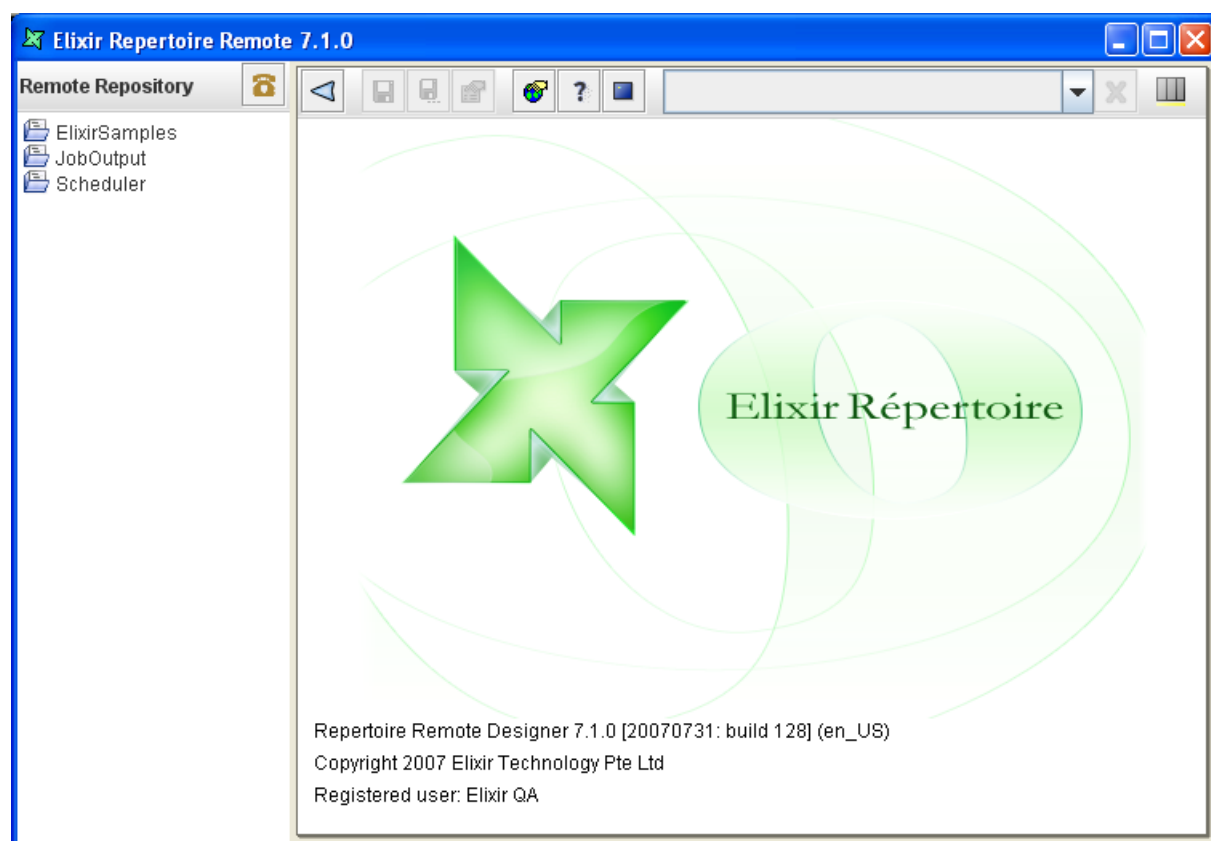 Elixir Repertoire Remote 7.1.0
Remote Repository
ElixirSamples
JobOutput
Scheduler
Elixir Répertoire
Repertoire Remote Designer 7.1.0 [20070731: build 128] (en_US)
Copyright 2007 Elixir Technology Pte Ltd
Registered user: Elixir QA